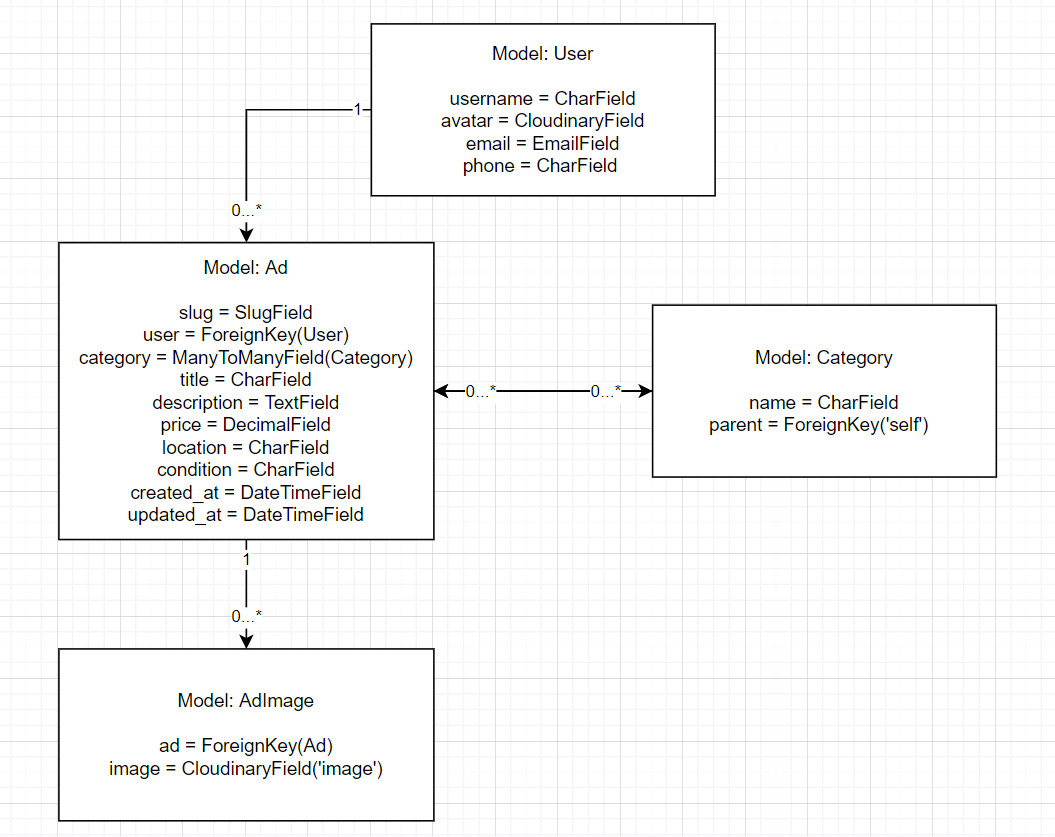 Model: User
username = CharField
avatar = CloudinaryField
email = EmailField
phone = CharField
1
0...*
Model: Ad
slug = SlugField
user = ForeignKey(User)
category = ManyToManyField(Category)
title = CharField
description = TextField
price = DecimalField
location = CharField
condition = CharField
created_at = DateTimeField
updated_at = DateTimeField
0...*
0...*
Model: Category
name = CharField
parent = ForeignKey('self')
1
0...*
Model: AdImage
ad = ForeignKey(Ad)
image = CloudinaryField('image')